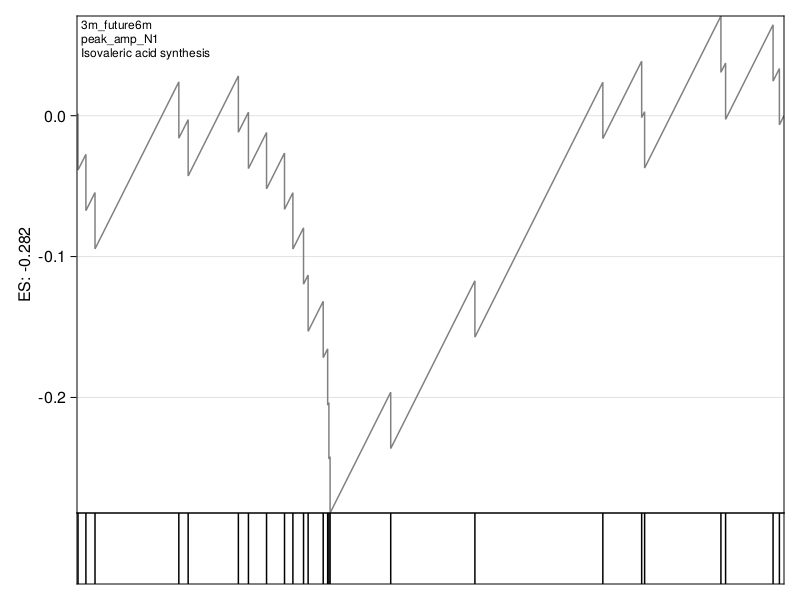 3m_future6m
peak_amp_N1
Isovaleric acid synthesis
0.0
-0.1
-0.2
ES: -0.282